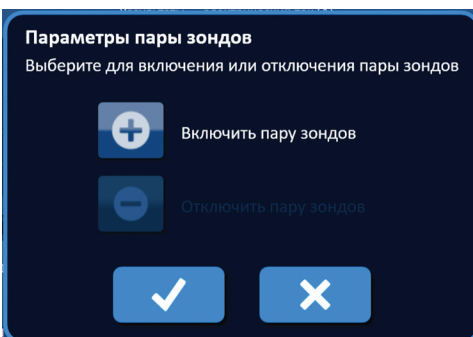 Параметры пары зондов
Выберите для включения или отключения пары зондов
Включить пару зондов
Отключить пару зондов